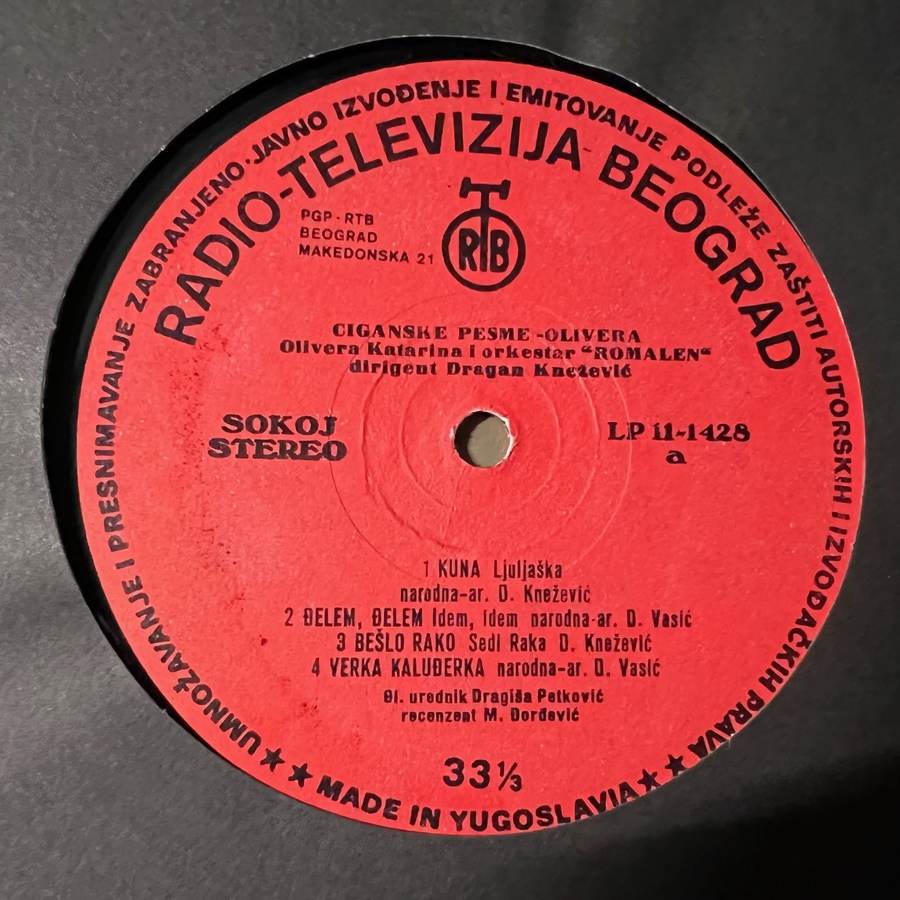 UMNOŽAVANJE I PRESNIMAVANJE ZABRANJENO·JAVNO IZVOĐENJE I EMITOVANJE PODLEŽE ZAŠTITI AUTORSKIH I IZVOĐAČKIH PRAVA
RADIO-TELEVIZIJA BEOGRAD
PGP·RTB
BEOGRAD
MAKEDONSKA 21
RTB
CIGANSKE PESME-OLIVERA
Olivera Katarina i orkestar “ROMALEN“
dirigent Dragan Knežević
SOKOJ
STEREO
LP 11-1428
a
1 KUNA Ljuljaška
narodna-ar. D. Knežević
2 ĐELEM, ĐELEM Idem, idem narodna-ar. D. Vasić
3 BEŠLO RAKO Sedi Raka D. Knežević
4 VERKA KALUĐERKA narodna-ar. D. Vasić
Gl. urednik Dragiša Petković
recenzent M. Đorđević
33⅓
★★ MADE IN YUGOSLAVIA ★★